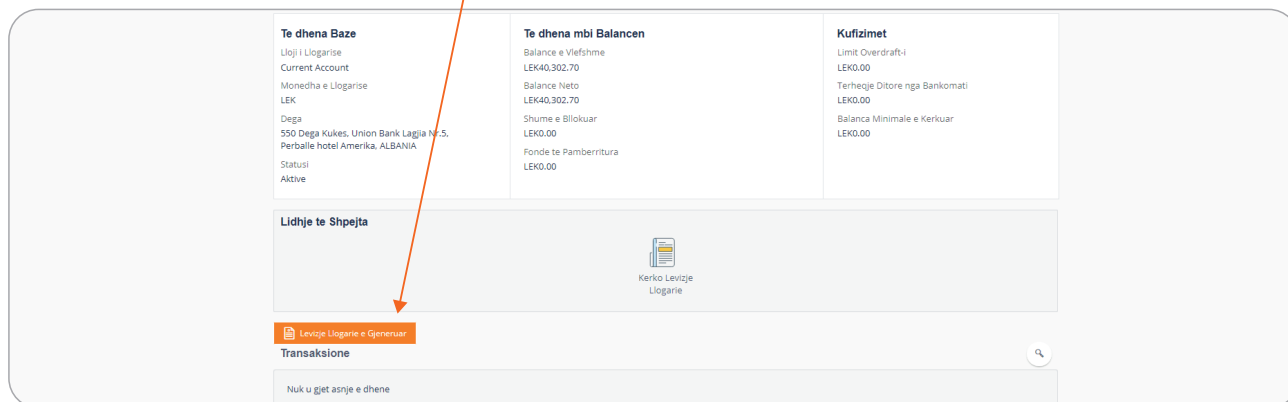 Te dhena Baze
Lloji i Llogarise
Current Account
Monedha e Llogarise
LEK
Dega
550 Dega Kukes, Union Bank Lagjia Nr.5,
Perballe hotel Amerika, ALBANIA
Statusi
Aktive
Te dhena mbi Balancen
Balance e Vlefshme
LEK40,302.70
Balance Neto
LEK40,302.70
Shume e Bllokuar
LEK0.00
Fonde te Pamberritura
LEK0.00
Kufizimet
Limit Overdraft-i
LEK0.00
Terheqje Ditore nga Bankomati
LEK0.00
Balanca Minimale e Kerkuar
LEK0.00
Lidhje te Shpejta
Kerko Levizje
Llogarie
Levizje Llogarie e Gjeneruar
Transaksione
Nuk u gjet asnje e dhene